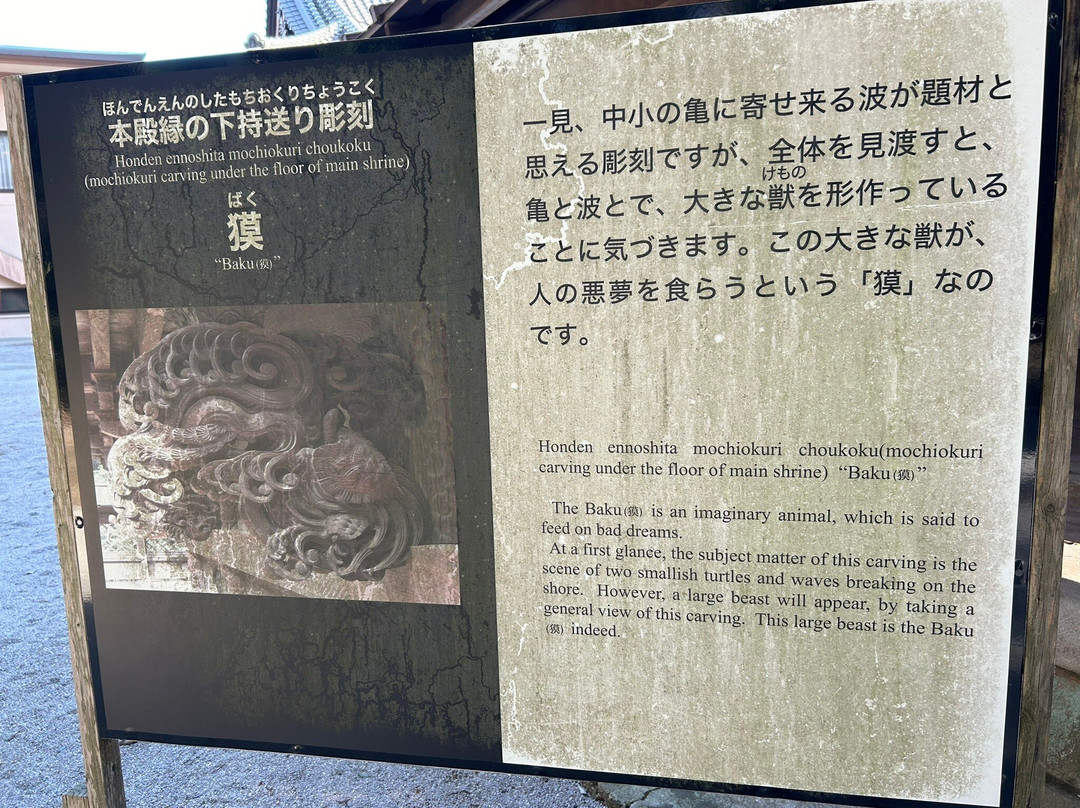 ほんでんえんのしたもちおくりちょうこく
本殿縁の下持送り彫刻
Honden ennoshita mochiokuri choukoku
(mochiokuri carving under the floor of main shrine)
ばく
獏
“Baku(獏)”
一見、中小の亀に寄せ来る波が題材と
思える彫刻ですが、全体を見渡すと、
けもの
亀と波とで、大きな獣を形作っている
ことに気づきます。この大きな獣が、
人の悪夢を食らうという「獏」なの
です。
Honden ennoshita mochiokuri choukoku(mochiokuri
carving under the floor of main shrine) “Baku(獏)”
The Baku(獏) is an imaginary animal, which is said to
feed on bad dreams.
At a first glance, the subject matter of this carving is the
scene of two smallish turtles and waves breaking on the
shore. However, a large beast will appear, by taking a
general view of this carving. This large beast is the Baku
(獏) indeed.